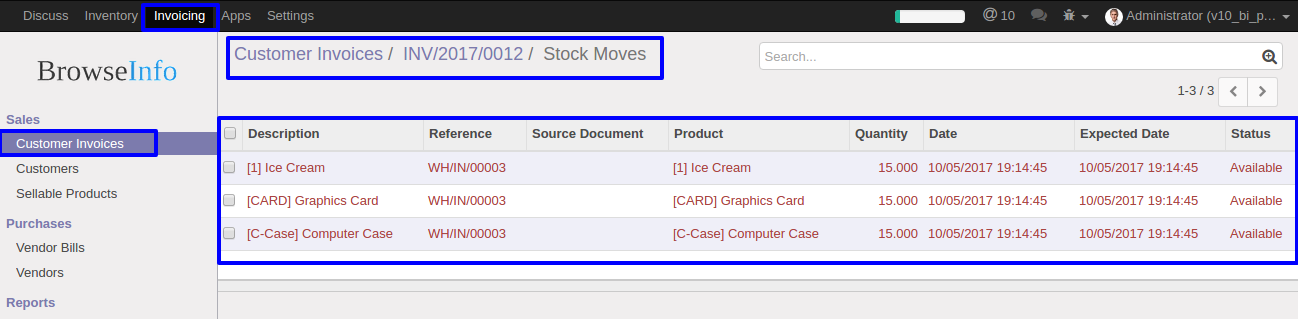 Discuss Inventory Invoicing Apps Settings @ 10 Administrator (v10_bi_p…
BrowseInfo
Customer Invoices / INV/2017/0012 / Stock Moves
Search...
1-3 / 3
Sales
Customer Invoices
Customers
Sellable Products
Purchases
Vendor Bills
Vendors
Reports
Description Reference Source Document Product Quantity Date Expected Date Status
[1] Ice Cream WH/IN/00003 [1] Ice Cream 15.000 10/05/2017 19:14:45 10/05/2017 19:14:45 Available
[CARD] Graphics Card WH/IN/00003 [CARD] Graphics Card 15.000 10/05/2017 19:14:45 10/05/2017 19:14:45 Available
[C-Case] Computer Case WH/IN/00003 [C-Case] Computer Case 15.000 10/05/2017 19:14:45 10/05/2017 19:14:45 Available